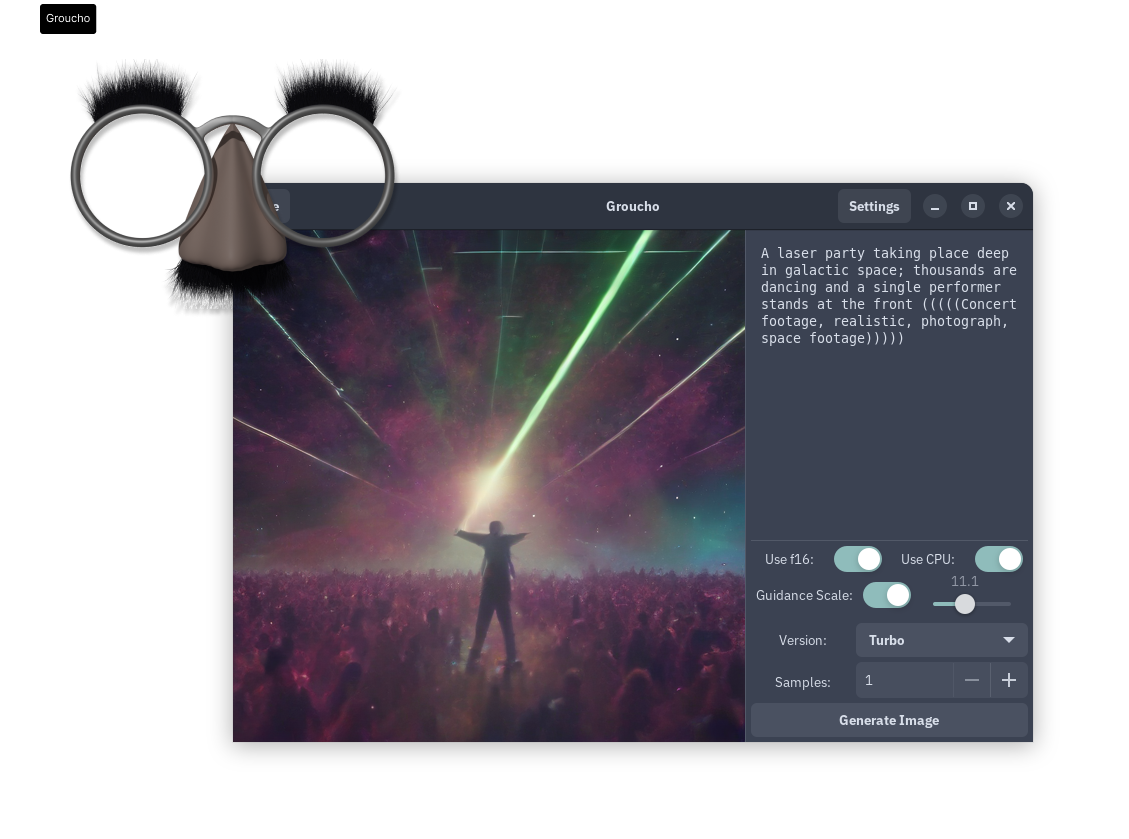 Groucho
Groucho
Settings
A laser party taking place deep
in galactic space; thousands are
dancing and a single performer
stands at the front (((((Concert
footage, realistic, photograph,
space footage)))))
Use f16:
Use CPU:
Guidance Scale:
11.1
Version:
Turbo
Samples:
1
Generate Image